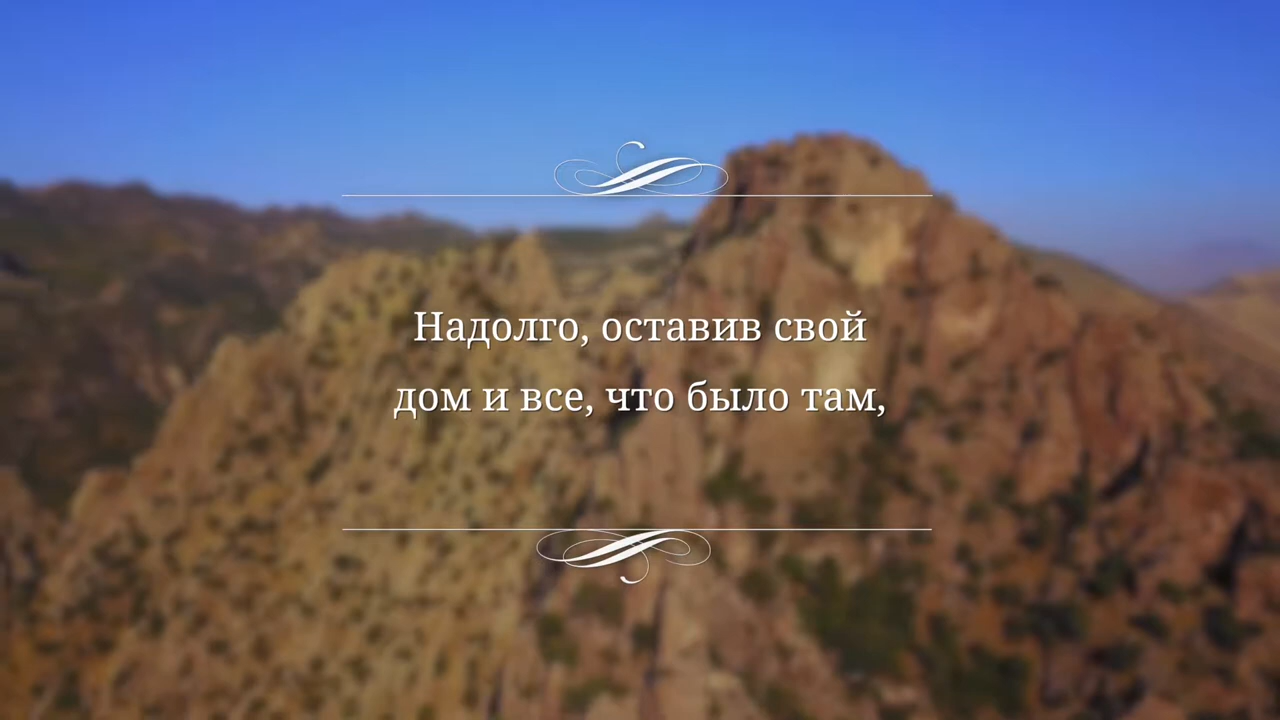 Надолго, оставив свой
дом и все, что было там,